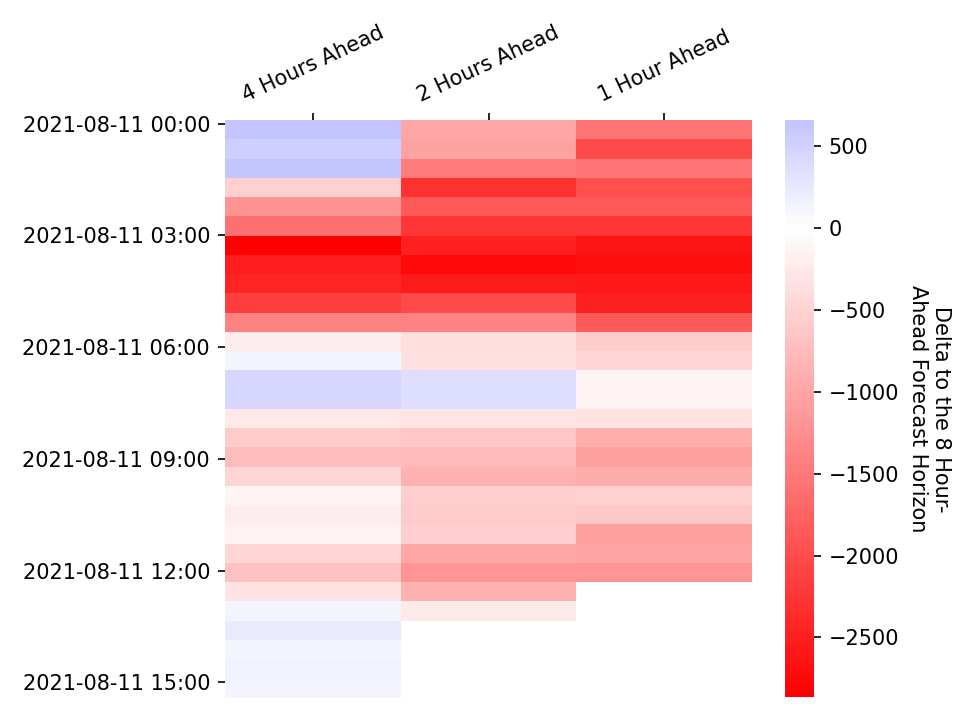 4 Hours Ahead
2 Hours Ahead
1 Hour Ahead
2021-08-11 00:00
2021-08-11 03:00
2021-08-11 06:00
2021-08-11 09:00
2021-08-11 12:00
2021-08-11 15:00
500
0
−500
−1000
−1500
−2000
−2500
Delta to the 8 Hour-
Ahead Forecast Horizon